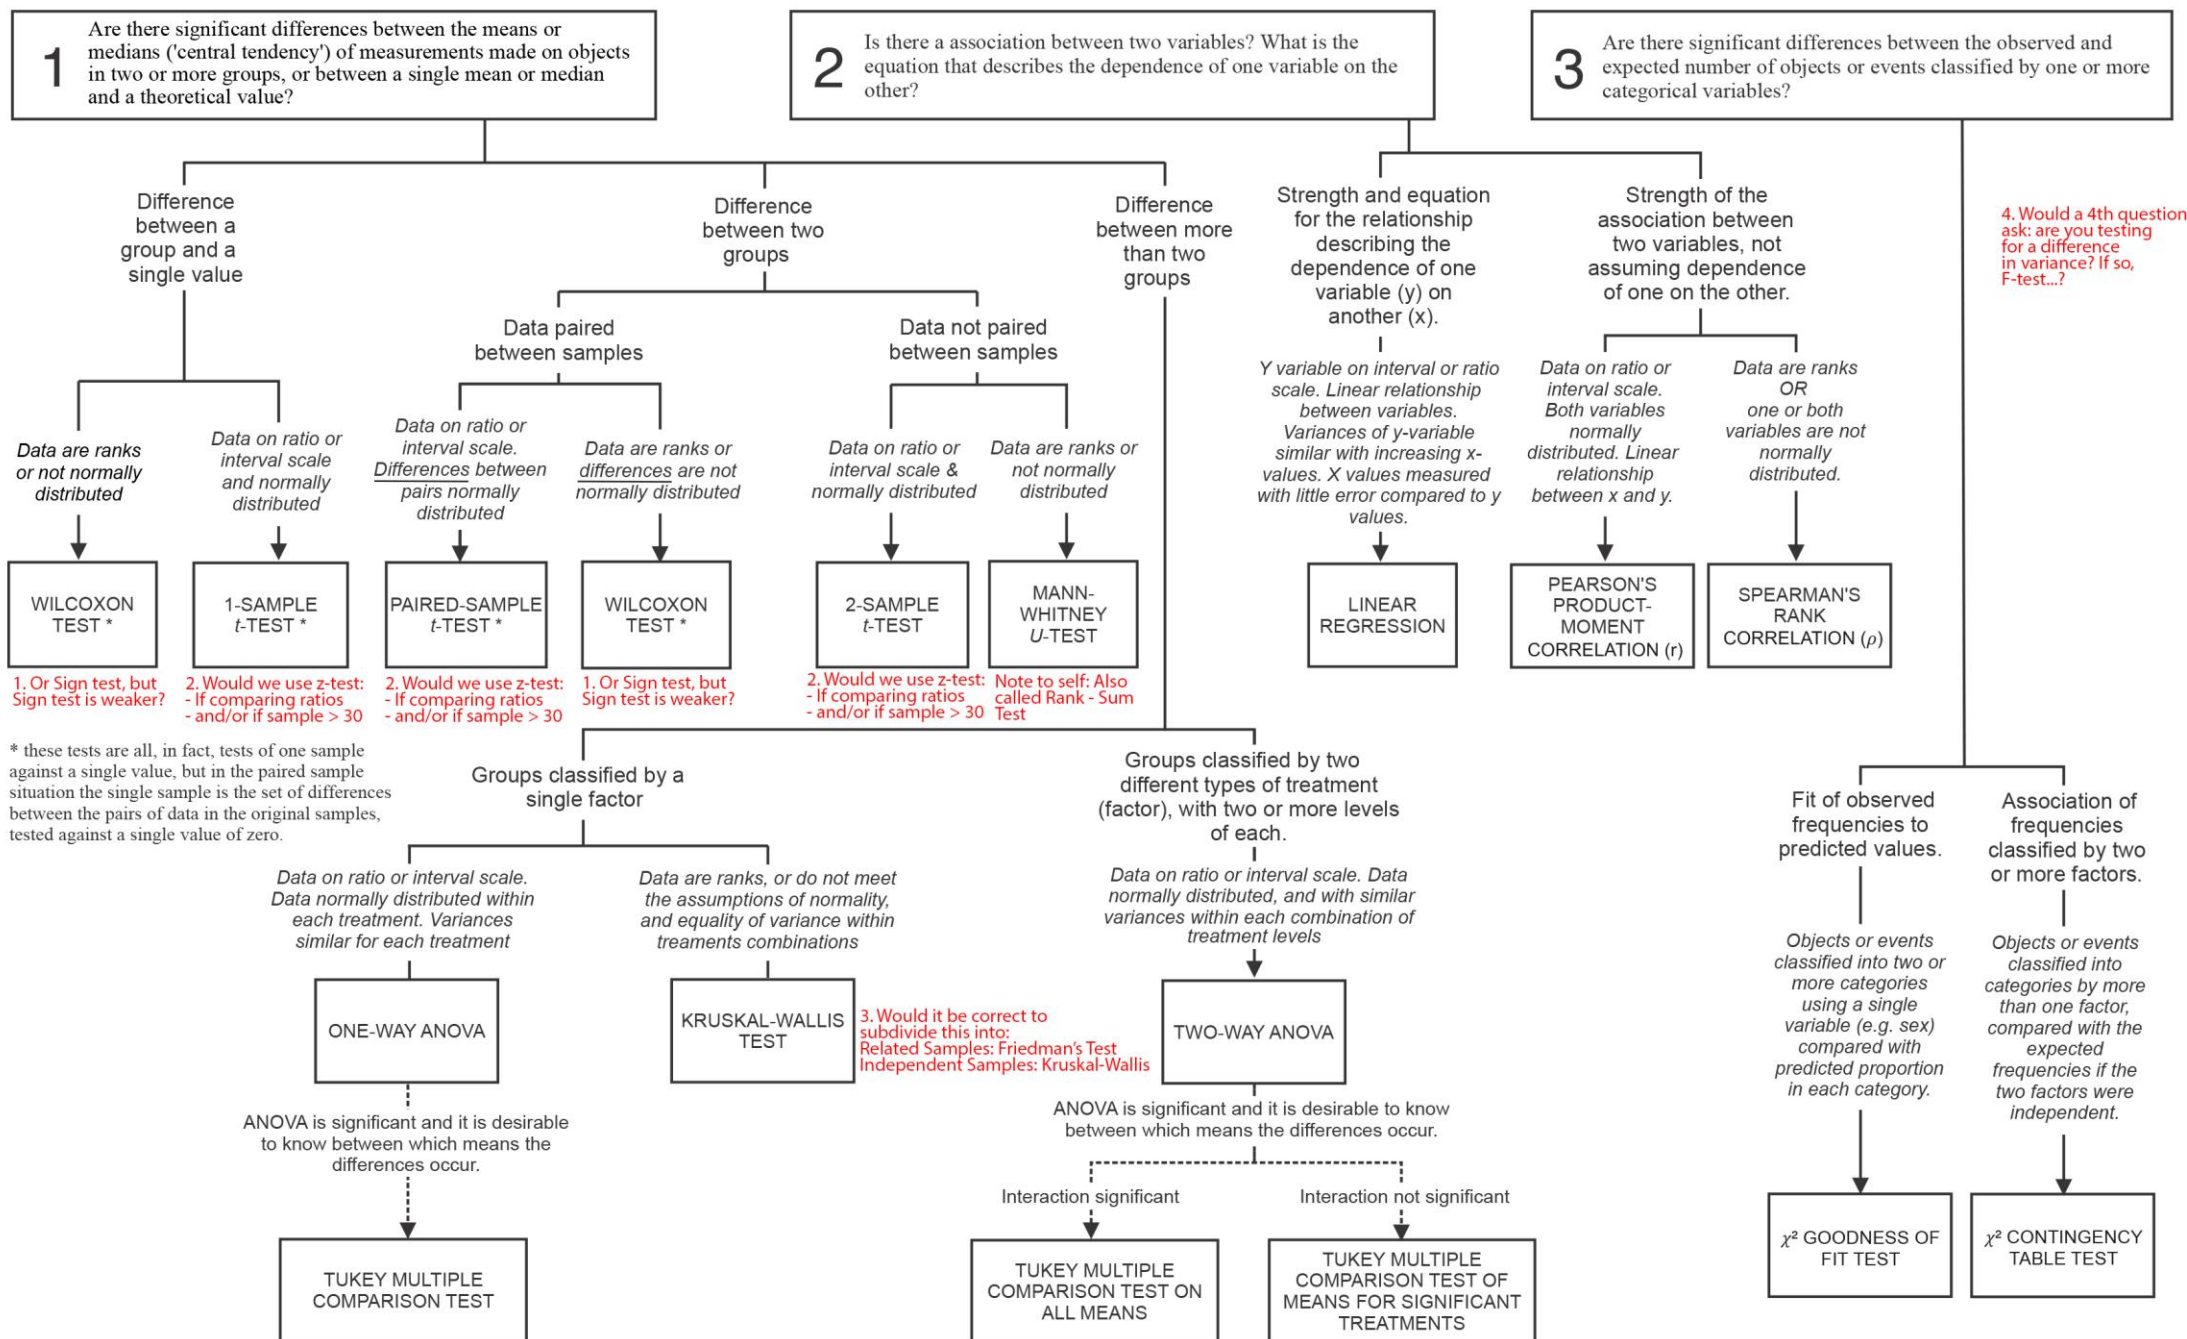 1
Are there significant differences between the means or
medians ('central tendency') of measurements made on objects
in two or more groups, or between a single mean or median
and a theoretical value?
2
Is there a association between two variables? What is the
equation that describes the dependence of one variable on the
other?
3
Are there significant differences between the observed and
expected number of objects or events classified by one or more
categorical variables?
Difference
between a
group and a
single value
Difference
between two
groups
Difference
between more
than two
groups
Strength and equation
for the relationship
describing the
dependence of one
variable (y) on
another (x).
Strength of the
association between
two variables, not
assuming dependence
of one on the other.
4. Would a 4th question
ask: are you testing
for a difference
in variance? If so,
F-test...?
Data paired
between samples
Data not paired
between samples
Data are ranks
or not normally
distributed
Data on ratio or
interval scale
and normally
distributed
Data on ratio or
interval scale.
Differences between
pairs normally
distributed
Data are ranks or
differences are not
normally distributed
Data on ratio or
interval scale &
normally distributed
Data are ranks or
not normally
distributed
Y variable on interval or ratio
scale. Linear relationship
between variables.
Variances of y-variable
similar with increasing x-
values. X values measured
with little error compared to y
values.
Data on ratio or
interval scale.
Both variables
normally
distributed. Linear
relationship
between x and y.
Data are ranks
OR
one or both
variables are not
normally
distributed.
WILCOXON
TEST *
1-SAMPLE
t-TEST *
PAIRED-SAMPLE
t-TEST *
WILCOXON
TEST *
2-SAMPLE
t-TEST
MANN-
WHITNEY
U-TEST
LINEAR
REGRESSION
PEARSON'S
PRODUCT-
MOMENT
CORRELATION (r)
SPEARMAN'S
RANK
CORRELATION (ρ)
1. Or Sign test, but
Sign test is weaker?
2. Would we use z-test:
- If comparing ratios
- and/or if sample > 30
2. Would we use z-test:
- If comparing ratios
- and/or if sample > 30
1. Or Sign test, but
Sign test is weaker?
2. Would we use z-test:
- If comparing ratios
- and/or if sample > 30
Note to self: Also
called Rank - Sum
Test
* these tests are all, in fact, tests of one sample
against a single value, but in the paired sample
situation the single sample is the set of differences
between the pairs of data in the original samples,
tested against a single value of zero.
Groups classified by a
single factor
Groups classified by two
different types of treatment
(factor), with two or more levels
of each.
Fit of observed
frequencies to
predicted values.
Association of
frequencies
classified by two
or more factors.
Data on ratio or interval scale.
Data normally distributed within
each treatment. Variances
similar for each treatment
Data are ranks, or do not meet
the assumptions of normality,
and equality of variance within
treaments combinations
Data on ratio or interval scale. Data
normally distributed, and with similar
variances within each combination of
treatment levels
Objects or events
classified into two or
more categories
using a single
variable (e.g. sex)
compared with
predicted proportion
in each category.
Objects or events
classified into
categories by more
than one factor,
compared with the
expected
frequencies if the
two factors were
independent.
ONE-WAY ANOVA
KRUSKAL-WALLIS
TEST
3. Would it be correct to
subdivide this into:
Related Samples: Friedman's Test
Independent Samples: Kruskal-Wallis
TWO-WAY ANOVA
ANOVA is significant and it is desirable
to know between which means the
differences occur.
ANOVA is significant and it is desirable to know
between which means the differences occur.
Interaction significant
Interaction not significant
TUKEY MULTIPLE
COMPARISON TEST
TUKEY MULTIPLE
COMPARISON TEST ON
ALL MEANS
TUKEY MULTIPLE
COMPARISON TEST OF
MEANS FOR SIGNIFICANT
TREATMENTS
χ² GOODNESS OF
FIT TEST
χ² CONTINGENCY
TABLE TEST